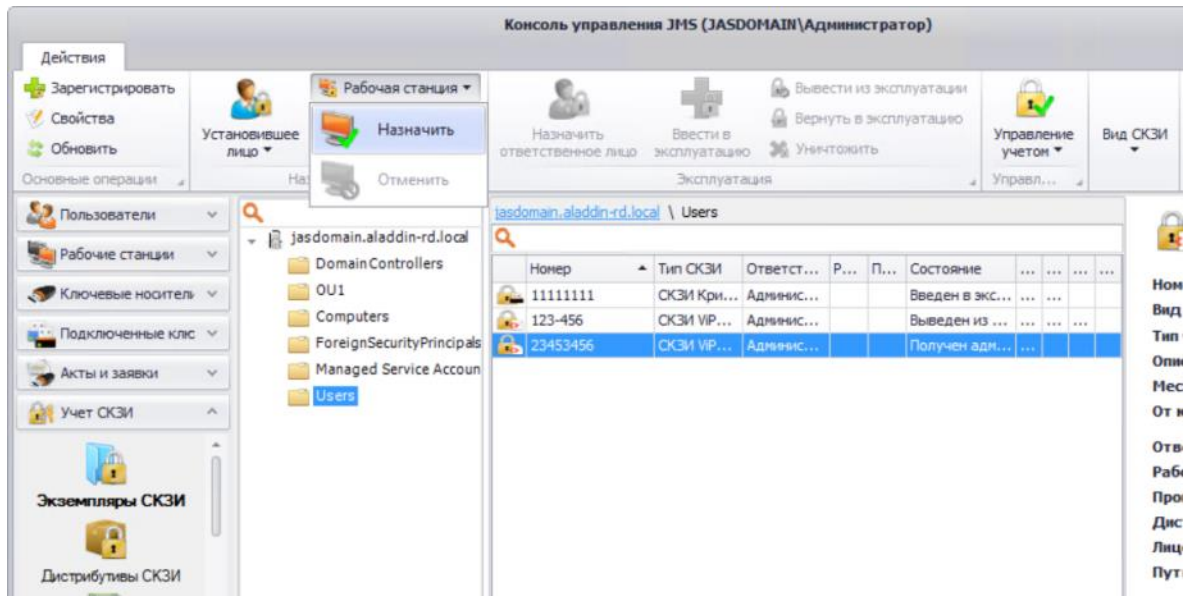 Консоль управления JMS (JASDOMAIN\Администратор)
Действия
Зарегистрировать
Свойства
Обновить
Основные операции
Установившее лицо
Рабочая станция
Назначить
Отменить
Наз
Назначить ответственное лицо
Ввести в эксплуатацию
Вывести из эксплуатации
Вернуть в эксплуатацию
Уничтожить
Эксплуатация
Управление учетом
Управл...
Вид СКЗИ
Пользователи
Рабочие станции
Ключевые носители
Подключенные клс
Акты и заявки
Учет СКЗИ
Экземпляры СКЗИ
Дистрибутивы СКЗИ
jasdomain.aladdin-rd.local
Domain Controllers
OU1
Computers
ForeignSecurityPrincipals
Managed Service Accoun
Users
jasdomain.aladdin-rd.local \ Users
Номер Тип СКЗИ Ответст... Р... П... Состояние ... ... ... ...
11111111 СКЗИ Кри... Админис... Введен в экс... ... ...
123-456 СКЗИ ViP... Админис... Выведен из ... ... ... ...
23453456 СКЗИ ViP... Админис... Получен адм... ...
Ном
Вид
Тип
Опи
Мес
От к
Отв
Раб
Про
Дис
Лиц
Пут